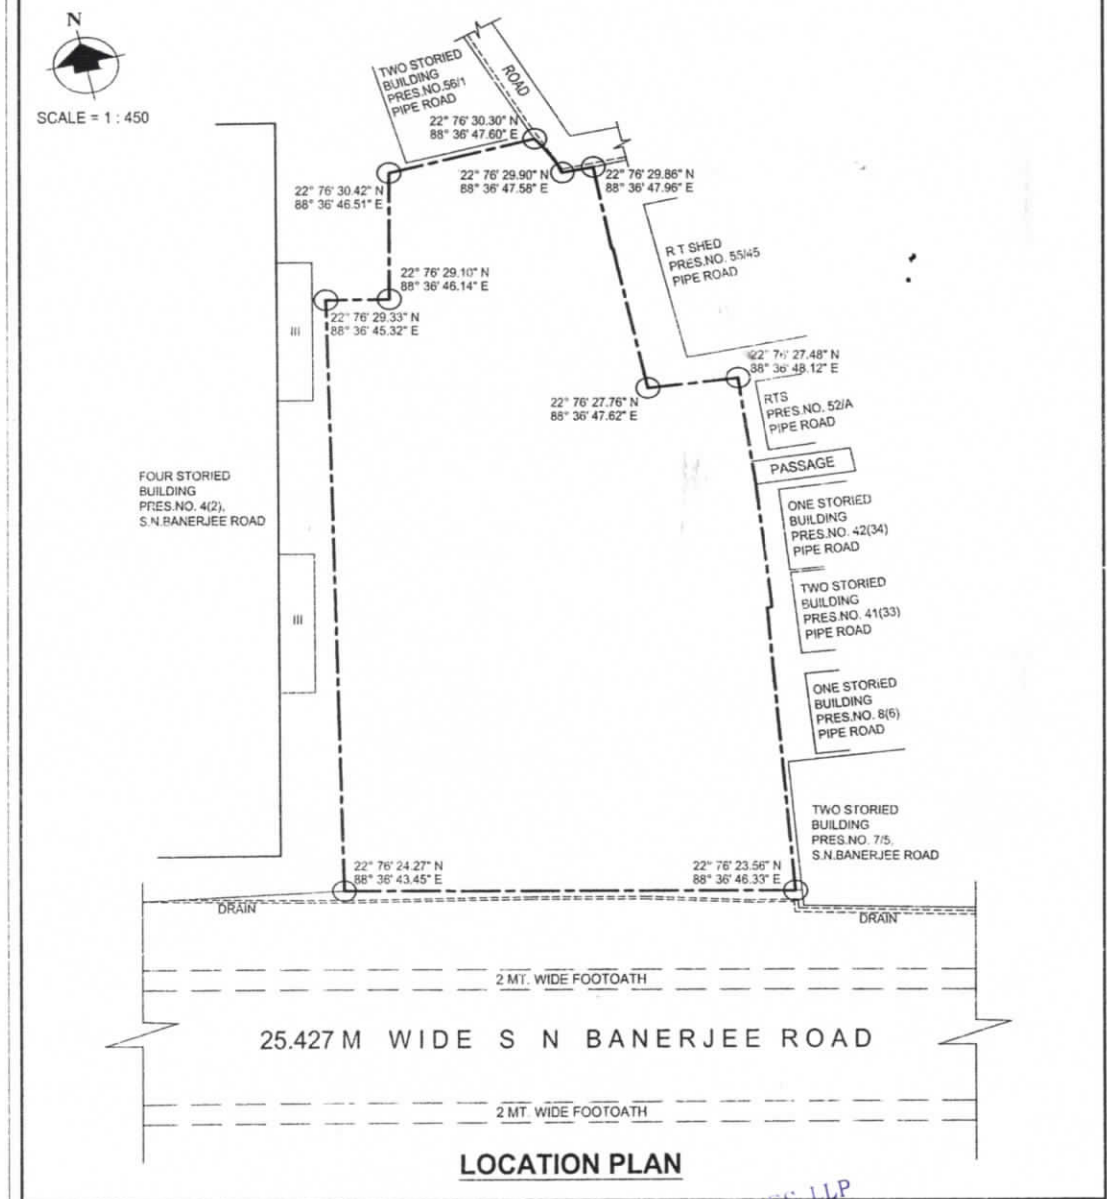 N
SCALE = 1 : 450
TWO STORIED
BUILDING
PRES.NO.56/1
PIPE ROAD
ROAD
22° 76' 30.30" N
88° 36' 47.60" E
22° 76' 30.42" N
88° 36' 46.51" E
22° 76' 29.90" N
88° 36' 47.58" E
22° 76' 29.86" N
88° 36' 47.96" E
R T SHED
PRES.NO. 55/45
PIPE ROAD
22° 76' 29.10" N
88° 36' 46.14" E
22° 76' 29.33" N
88° 36' 45.32" E
III
22° 76' 27.48" N
88° 36' 48.12" E
22° 76' 27.76" N
88° 36' 47.62" E
RTS
PRES.NO. 52/A
PIPE ROAD
PASSAGE
FOUR STORIED
BUILDING
PRES.NO. 4(2),
S.N.BANERJEE ROAD
ONE STORIED
BUILDING
PRES.NO. 42(34)
PIPE ROAD
TWO STORIED
BUILDING
PRES.NO. 41(33)
PIPE ROAD
III
ONE STORIED
BUILDING
PRES.NO. 8(6)
PIPE ROAD
TWO STORIED
BUILDING
PRES.NO. 7/5,
S.N.BANERJEE ROAD
22° 76' 24.27" N
88° 36' 43.45" E
22° 76' 23.56" N
88° 36' 46.33" E
DRAIN
DRAIN
2 MT. WIDE FOOTOATH
25.427 M WIDE S N BANERJEE ROAD
2 MT. WIDE FOOTOATH
LOCATION PLAN
LLP